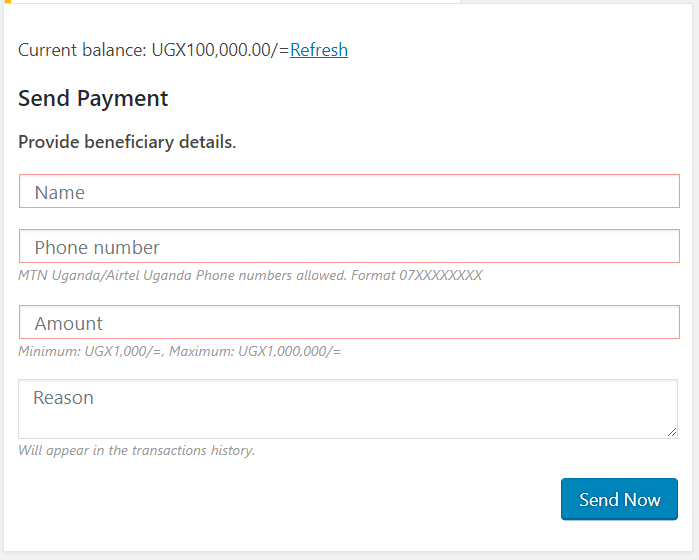 Current balance: UGX100,000.00/=Refresh
Send Payment
Provide beneficiary details.
Name
Phone number
MTN Uganda/Airtel Uganda Phone numbers allowed. Format 07XXXXXXXX
Amount
Minimum: UGX1,000/=, Maximum: UGX1,000,000/=
Reason
Will appear in the transactions history.
Send Now